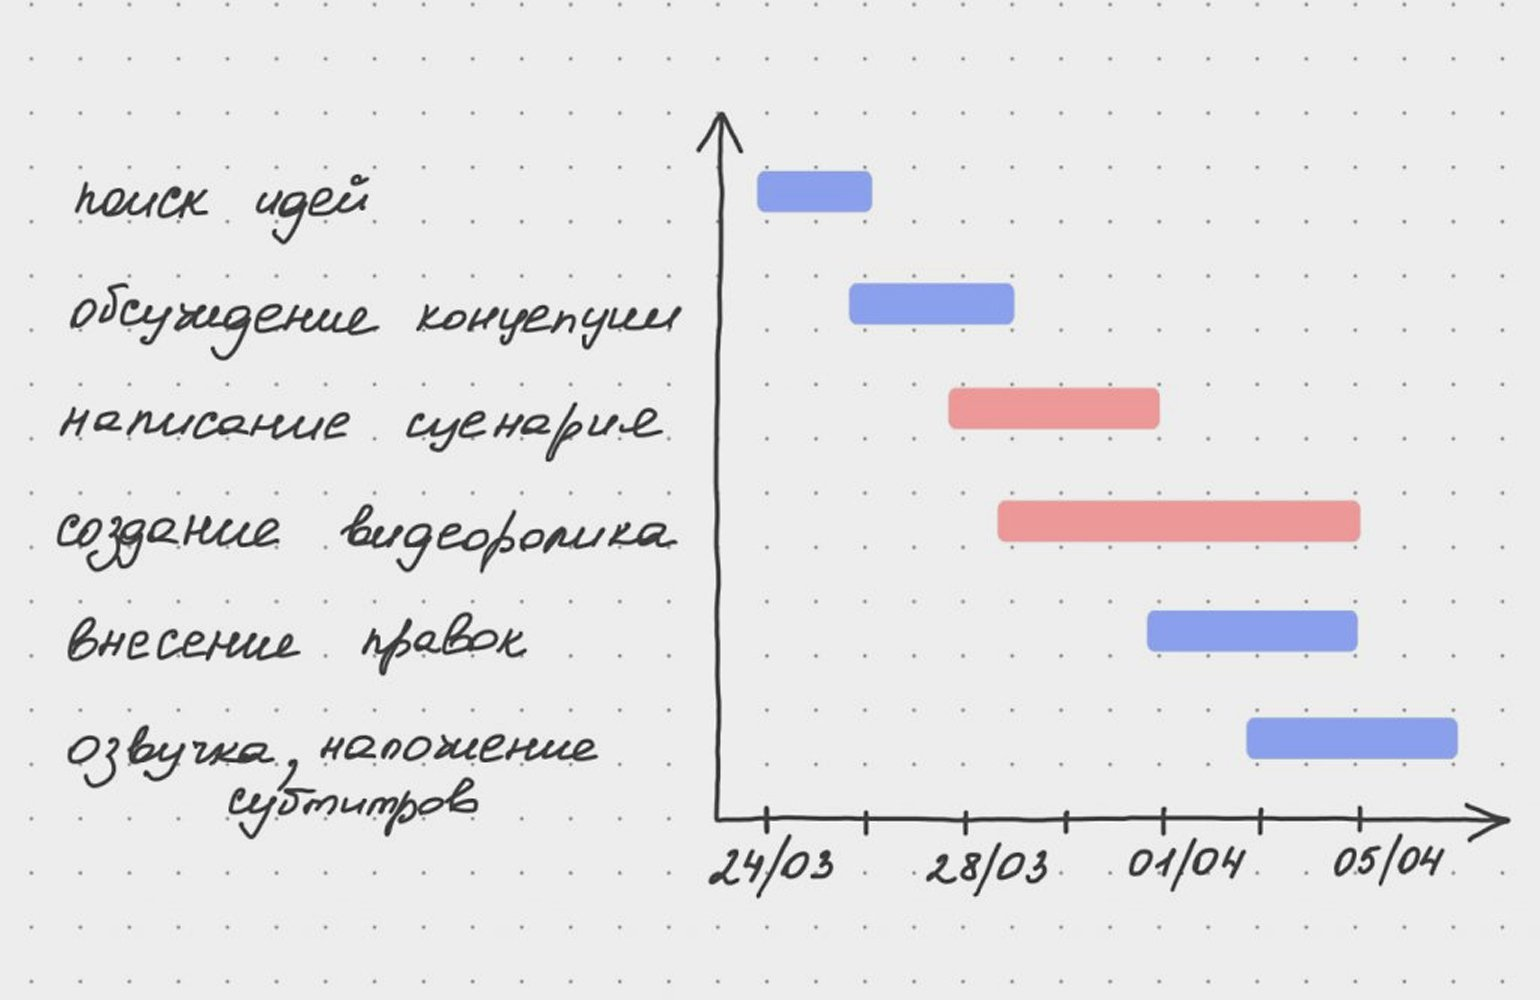 поиск идей
обсуждение концепции
написание сценария
создание видеоролика
внесение правок
озвучка, наложение
субтитров
24/03 28/03 01/04 05/04